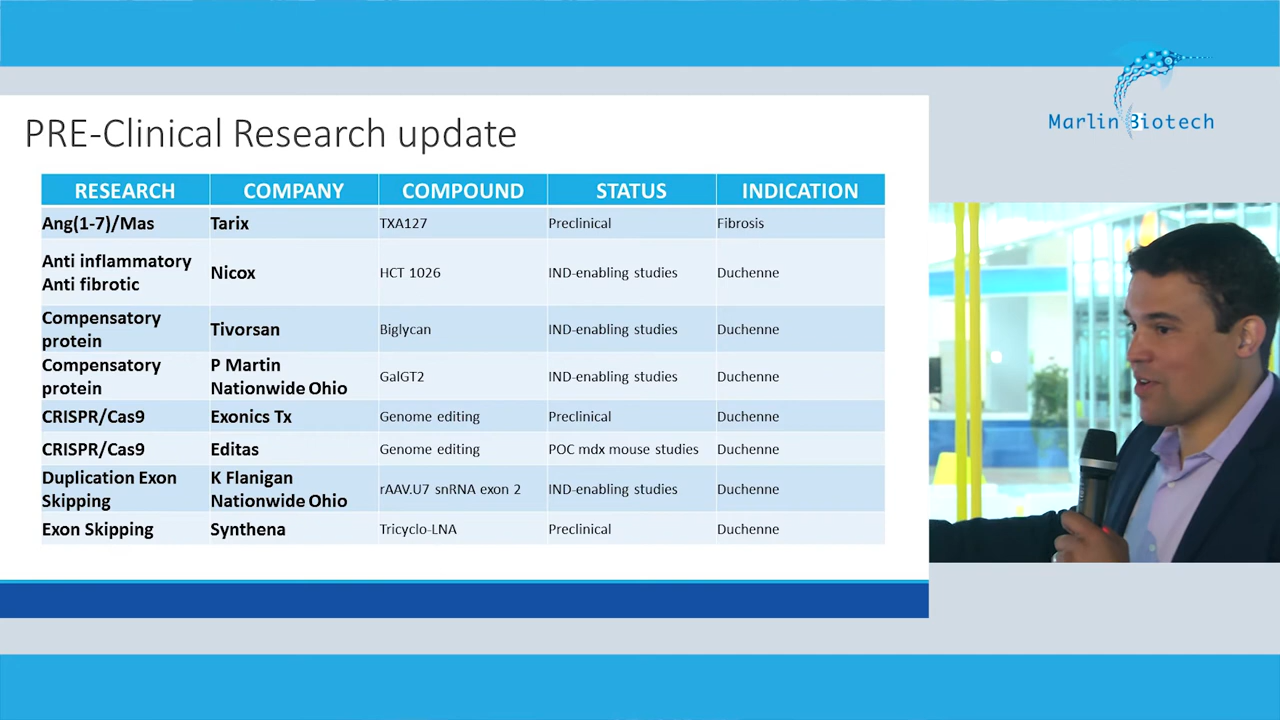 Marlin Biotech
PRE-Clinical Research update
RESEARCH COMPANY COMPOUND STATUS INDICATION
Ang(1-7)/Mas Tarix TXA127 Preclinical Fibrosis
Anti inflammatory
Anti fibrotic Nicox HCT 1026 IND-enabling studies Duchenne
Compensatory
protein Tivorsan Biglycan IND-enabling studies Duchenne
Compensatory
protein P Martin
Nationwide Ohio GalGT2 IND-enabling studies Duchenne
CRISPR/Cas9 Exonics Tx Genome editing Preclinical Duchenne
CRISPR/Cas9 Editas Genome editing POC mdx mouse studies Duchenne
Duplication Exon
Skipping K Flanigan
Nationwide Ohio rAAV.U7 snRNA exon 2 IND-enabling studies Duchenne
Exon Skipping Synthena Tricyclo-LNA Preclinical Duchenne